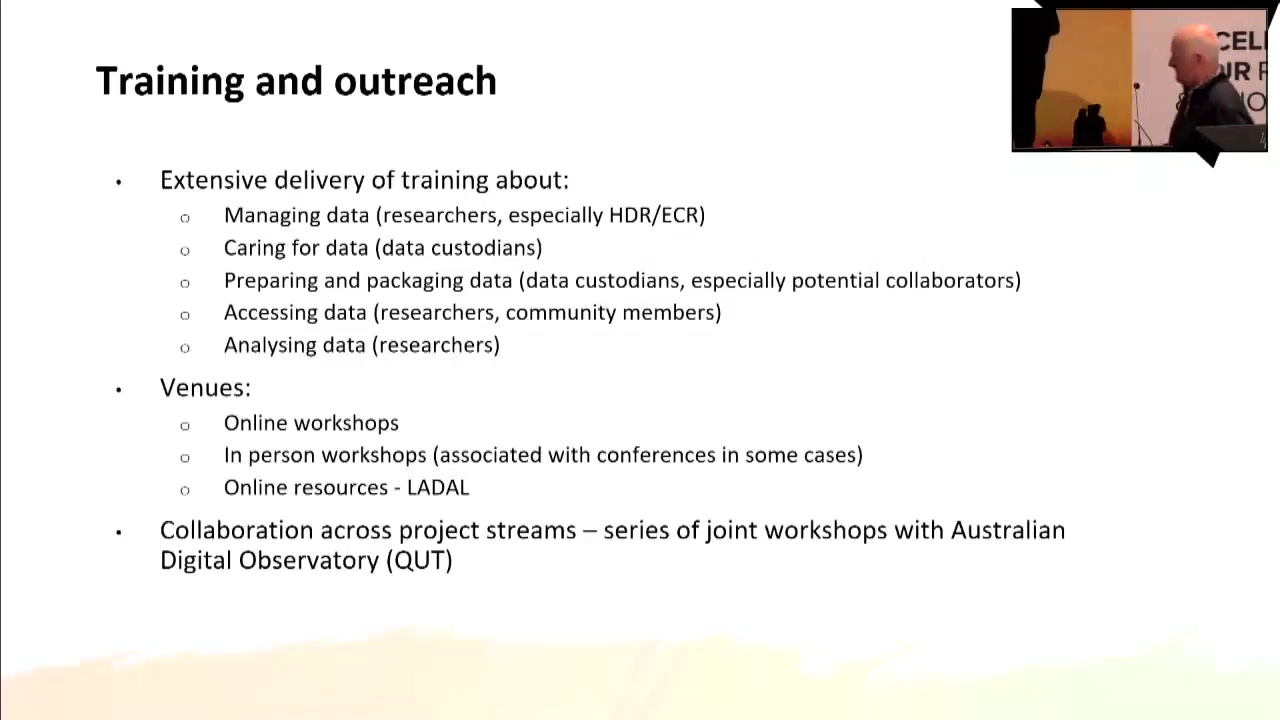 Training and outreach
• Extensive delivery of training about:
o Managing data (researchers, especially HDR/ECR)
o Caring for data (data custodians)
o Preparing and packaging data (data custodians, especially potential collaborators)
o Accessing data (researchers, community members)
o Analysing data (researchers)
• Venues:
o Online workshops
o In person workshops (associated with conferences in some cases)
o Online resources - LADAL
• Collaboration across project streams – series of joint workshops with Australian
Digital Observatory (QUT)